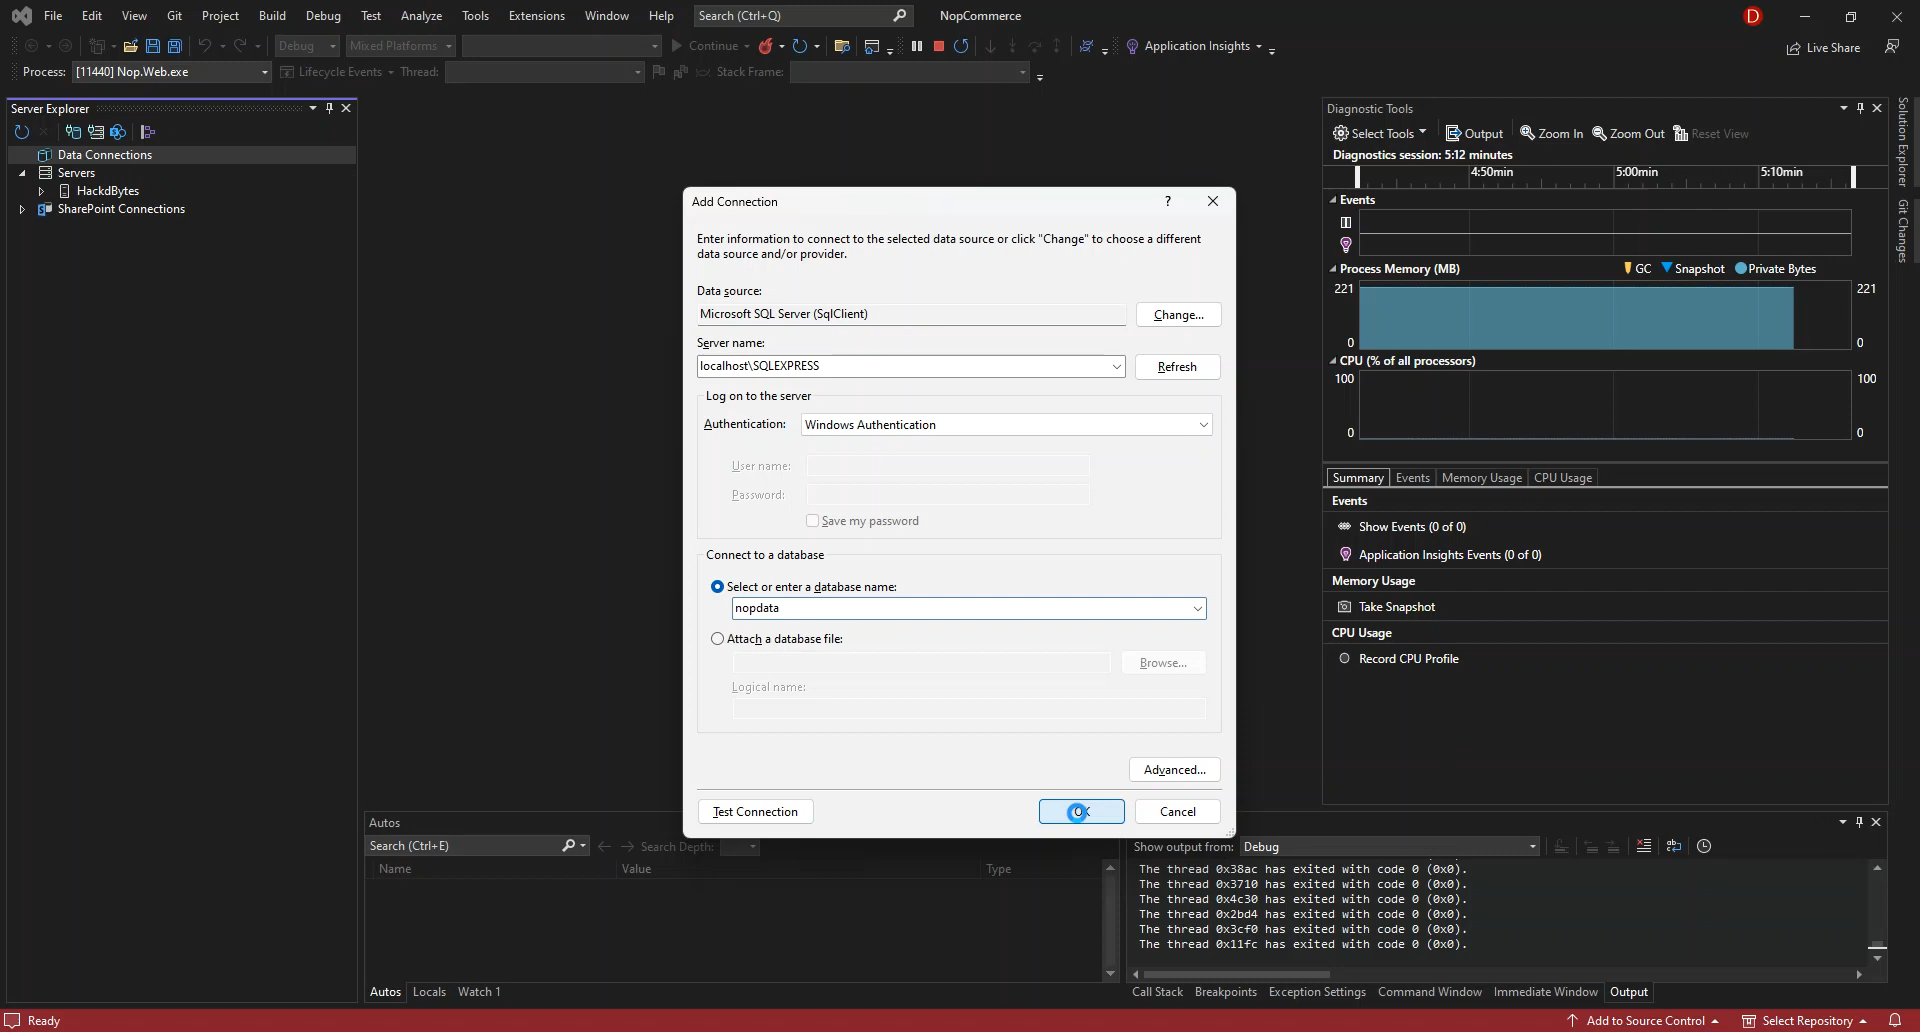 File Edit View Git Project Build Debug Test Analyze Tools Extensions Window Help Search (Ctrl+Q) NopCommerce D
Debug Mixed Platforms Continue Application Insights Live Share
Process: [11440] Nop.Web.exe Lifecycle Events Thread: Stack Frame:
Server Explorer
Data Connections
Servers
HackdBytes
SharePoint Connections
Add Connection
? 
Enter information to connect to the selected data source or click "Change" to choose a different
data source and/or provider.
Data source:
Microsoft SQL Server (SqlClient)
Change...
Server name:
localhost\SQLEXPRESS
Refresh
Log on to the server
Authentication: Windows Authentication
User name:
Password:
Save my password
Connect to a database
Select or enter a database name:
nopdata
Attach a database file:
Browse...
Logical name:
Advanced...
Test Connection
OK
Cancel
Diagnostic Tools
Select Tools Output Zoom In Zoom Out Reset View
Diagnostics session: 5:12 minutes
4:50min 5:00min 5:10min
Events
Process Memory (MB) GC Snapshot Private Bytes
221 221
0 0
CPU (% of all processors)
100 100
0 0
Summary Events Memory Usage CPU Usage
Events
Show Events (0 of 0)
Application Insights Events (0 of 0)
Memory Usage
Take Snapshot
CPU Usage
Record CPU Profile
Solution Explorer
Git Changes
Autos
Search (Ctrl+E) Search Depth:
Name Value Type
Autos Locals Watch 1
Show output from: Debug
The thread 0x38ac has exited with code 0 (0x0).
The thread 0x3710 has exited with code 0 (0x0).
The thread 0x4c30 has exited with code 0 (0x0).
The thread 0x2bd4 has exited with code 0 (0x0).
The thread 0x3cf0 has exited with code 0 (0x0).
The thread 0x11fc has exited with code 0 (0x0).
Call Stack Breakpoints Exception Settings Command Window Immediate Window Output
Ready Add to Source Control Select Repository